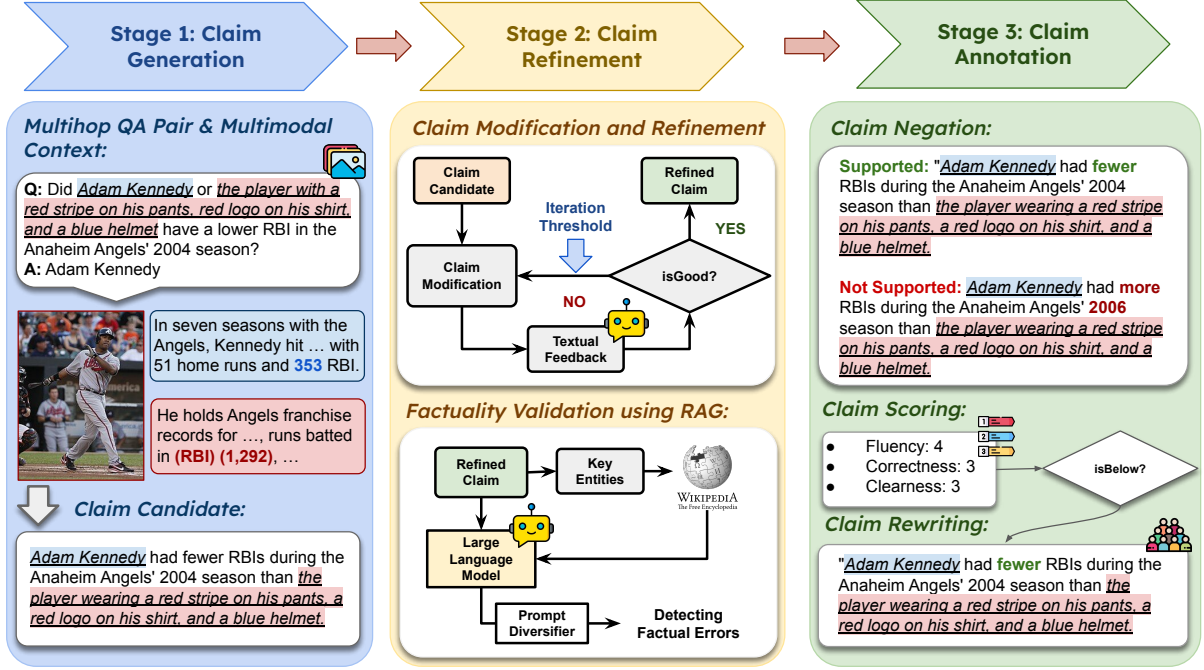 Stage 1: Claim
Generation
Stage 2: Claim
Refinement
Stage 3: Claim
Annotation
Multihop QA Pair & Multimodal
Context:
Q: Did Adam Kennedy or the player with a
red stripe on his pants, red logo on his shirt,
and a blue helmet have a lower RBI in the
Anaheim Angels' 2004 season?
A: Adam Kennedy
In seven seasons with the
Angels, Kennedy hit … with
51 home runs and 353 RBI.
He holds Angels franchise
records for …, runs batted
in (RBI) (1,292), …
Claim Candidate:
Adam Kennedy had fewer RBIs during the
Anaheim Angels' 2004 season than the
player wearing a red stripe on his pants, a
red logo on his shirt, and a blue helmet.
Claim Modification and Refinement
Claim
Candidate
Refined
Claim
Iteration
Threshold
YES
Claim
Modification
isGood?
NO
Textual
Feedback
Factuality Validation using RAG:
Refined
Claim
Key
Entities
WIKIPEDIA
The Free Encyclopedia
Large
Language
Model
Prompt
Diversifier
Detecting
Factual Errors
Claim Negation:
Supported: "Adam Kennedy had fewer
RBIs during the Anaheim Angels' 2004
season than the player wearing a red stripe
on his pants, a red logo on his shirt, and a
blue helmet.
Not Supported: Adam Kennedy had more
RBIs during the Anaheim Angels' 2006
season than the player wearing a red stripe
on his pants, a red logo on his shirt, and a
blue helmet.
Claim Scoring:
1
2
3
● Fluency: 4
● Correctness: 3
● Clearness: 3
isBelow?
Claim Rewriting:
"Adam Kennedy had fewer RBIs during the
Anaheim Angels' 2004 season than the
player wearing a red stripe on his pants, a
red logo on his shirt, and a blue helmet.